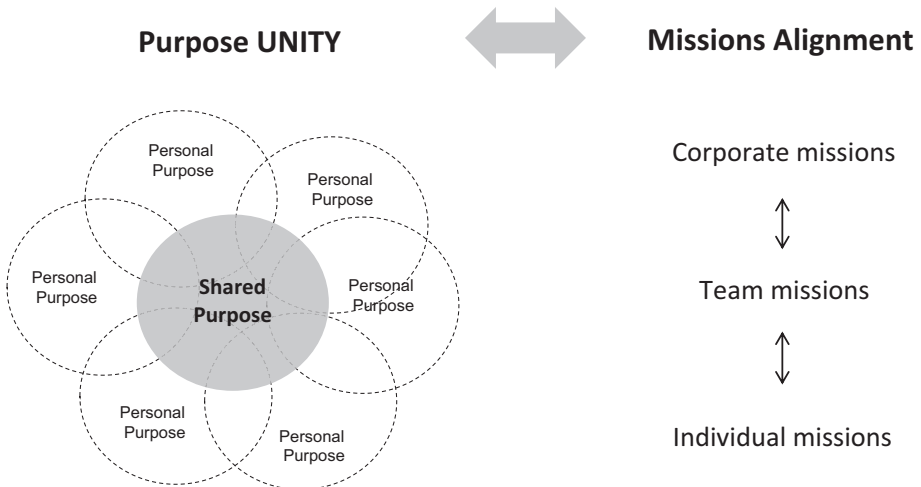 Purpose UNITY
Missions Alignment
Personal
Purpose
Personal
Purpose
Personal
Purpose
Shared
Purpose
Personal
Purpose
Personal
Purpose
Personal
Purpose
Corporate missions
Team missions
Individual missions